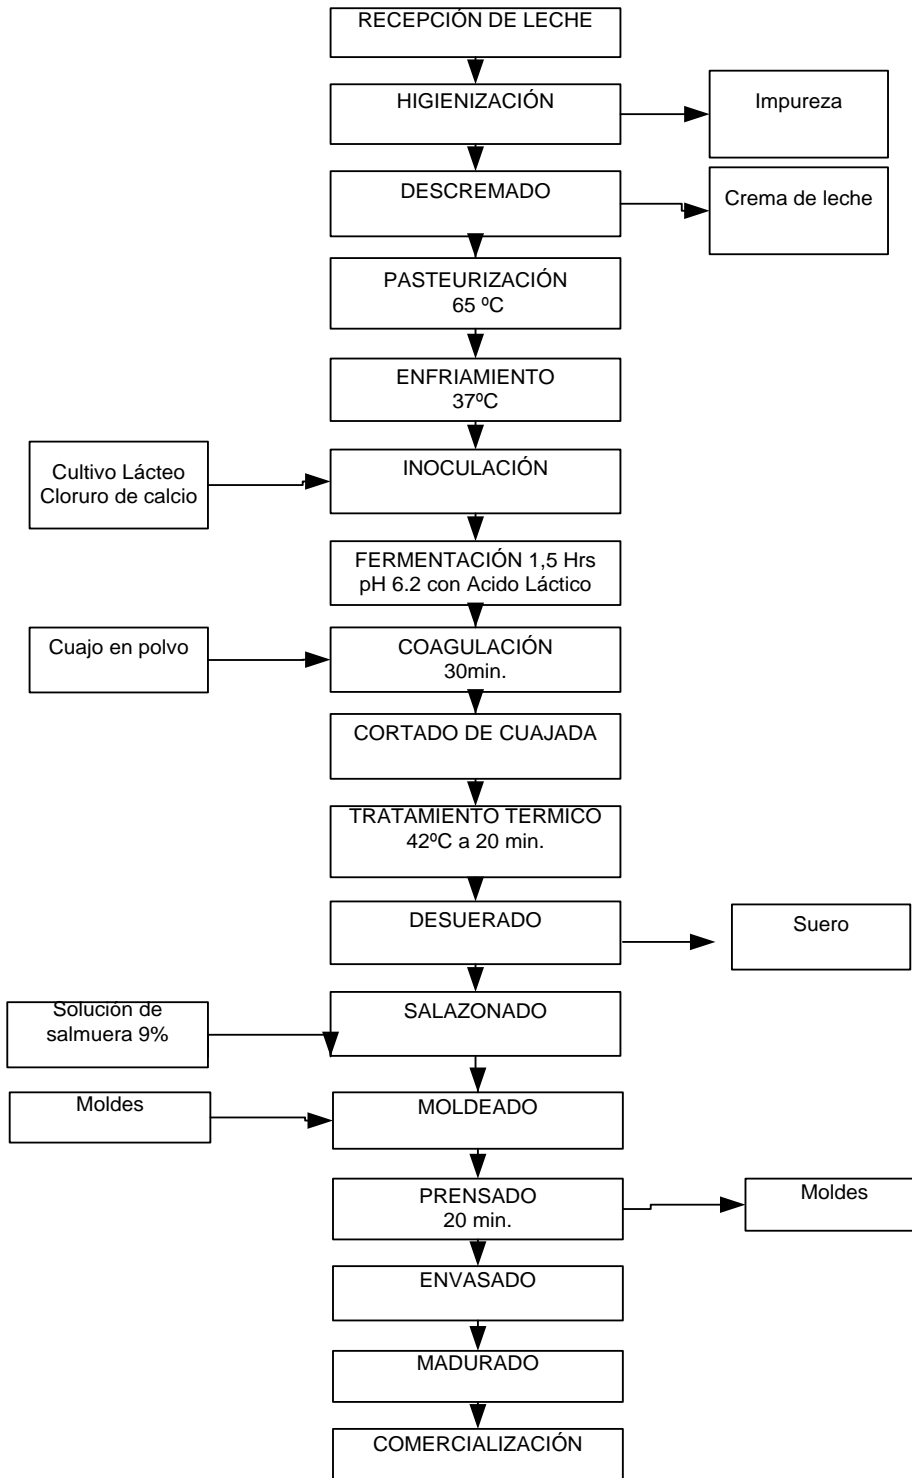 RECEPCIÓN DE LECHE
HIGIENIZACIÓN
Impureza
DESCREMADO
Crema de leche
PASTEURIZACIÓN
65 ºC
ENFRIAMIENTO
37ºC
Cultivo Lácteo
Cloruro de calcio
INOCULACIÓN
FERMENTACIÓN 1,5 Hrs
pH 6.2 con Acido Láctico
Cuajo en polvo
COAGULACIÓN
30min.
CORTADO DE CUAJADA
TRATAMIENTO TERMICO
42ºC a 20 min.
DESUERADO
Suero
Solución de
salmuera 9%
SALAZONADO
Moldes
MOLDEADO
PRENSADO
20 min.
Moldes
ENVASADO
MADURADO
COMERCIALIZACIÓN